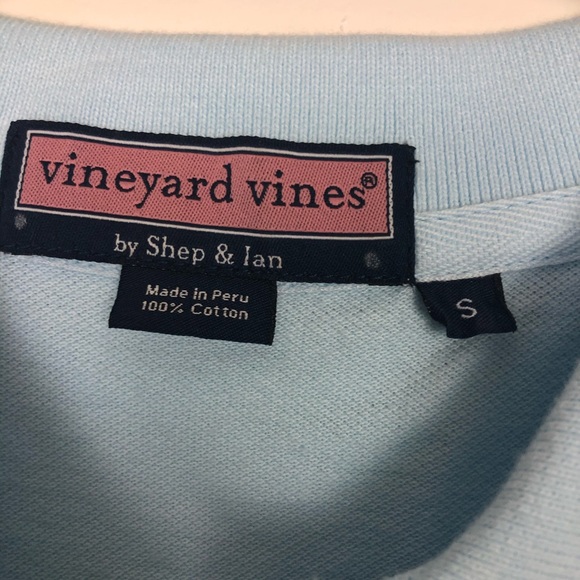 vineyard vines®
by Shep & Ian
Made in Peru
100% Cotton
S